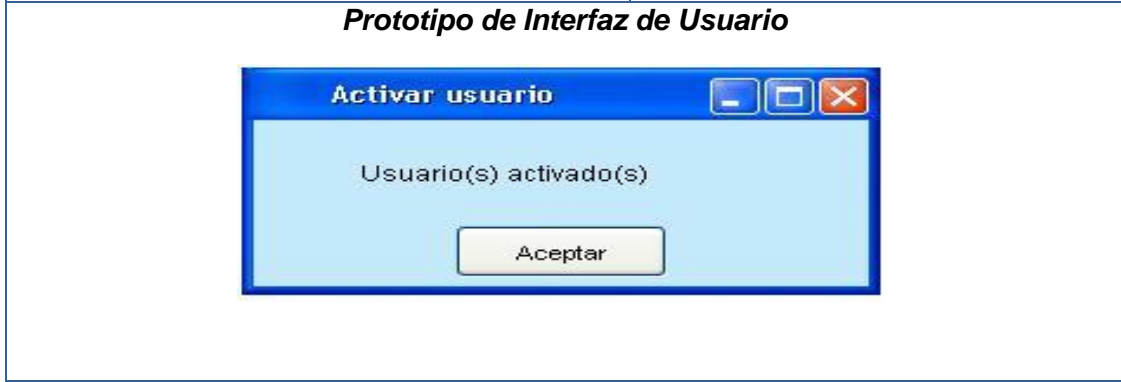 Prototipo de Interfaz de Usuario
Activar usuario
Usuario(s) activado(s)
Aceptar